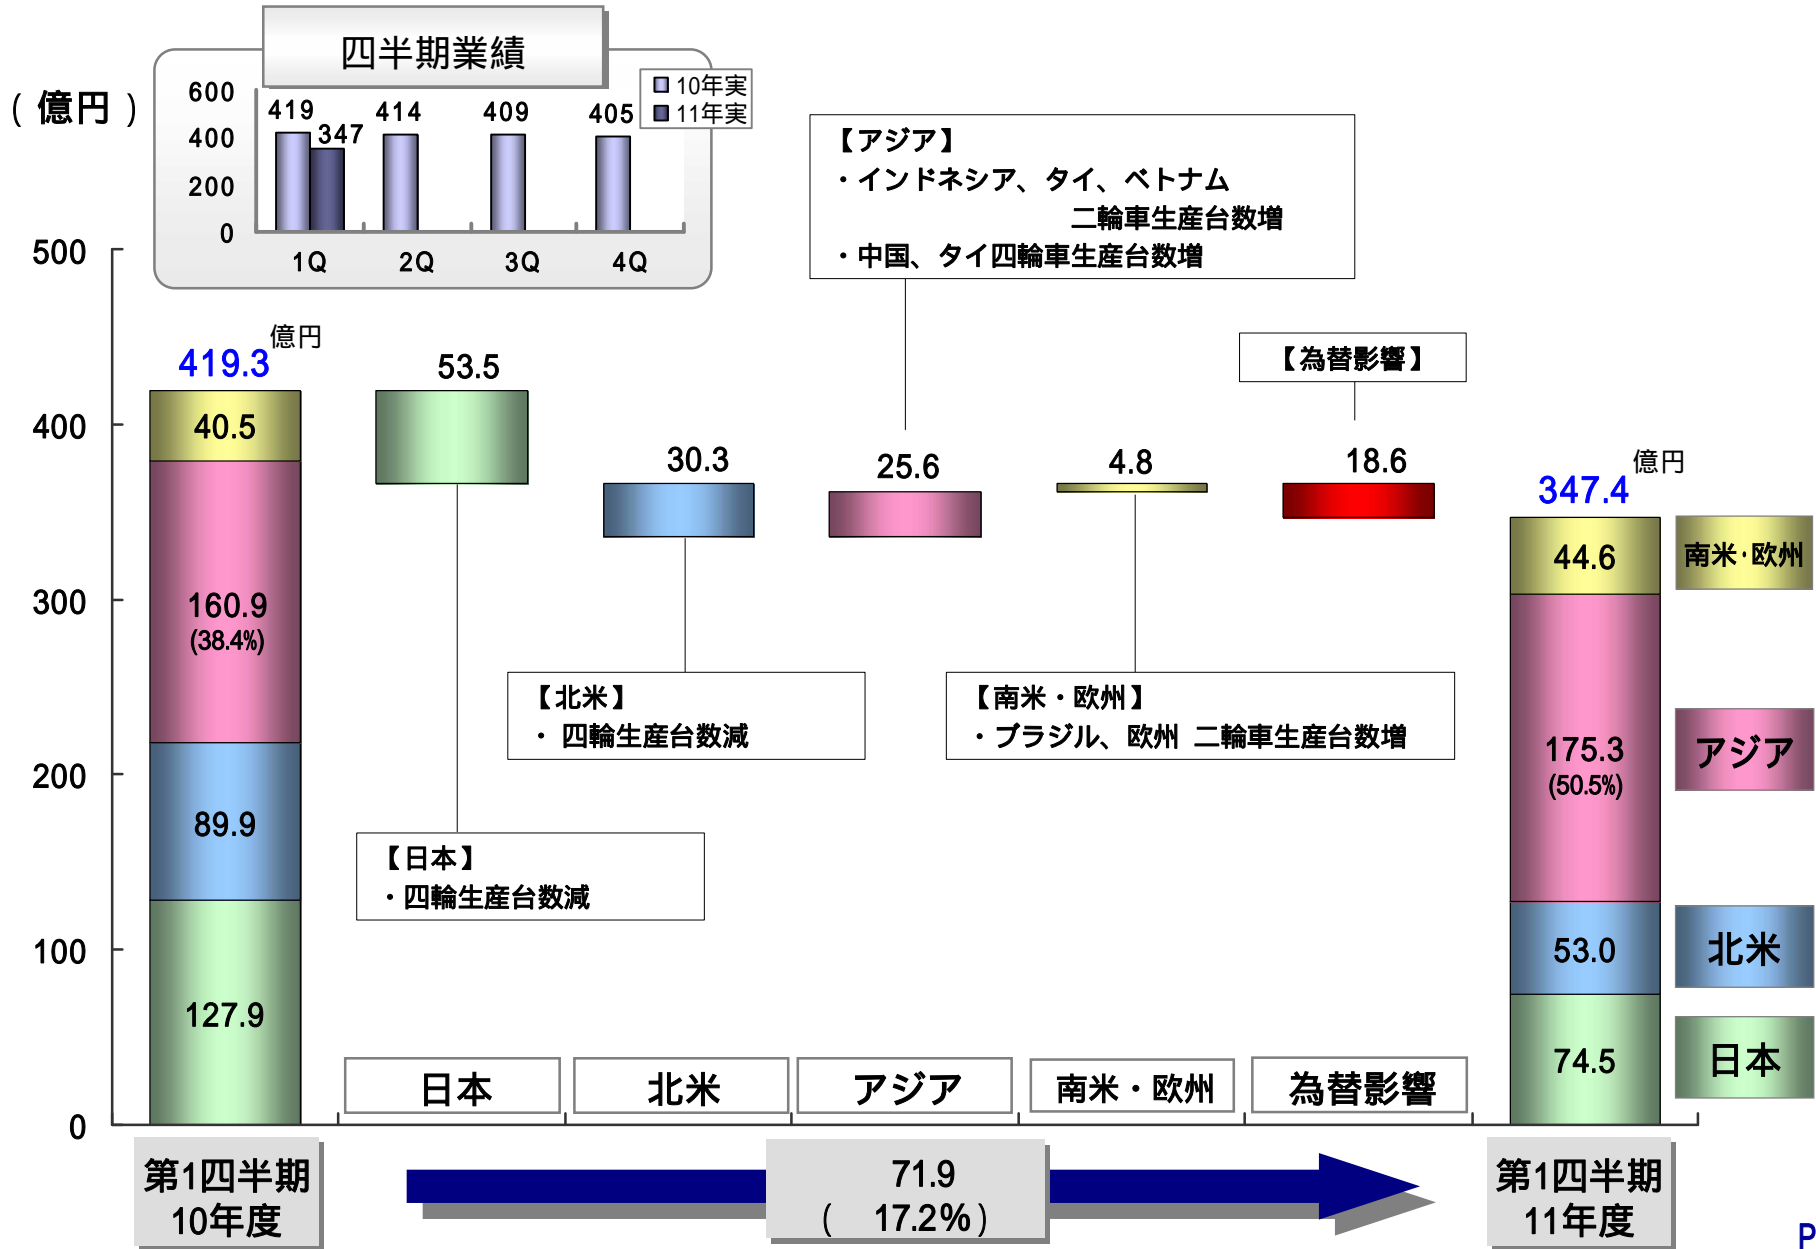 四半期業績
(億円)
600
400
200
0
419
347
414
409
405
10年実
11年実
1Q
2Q
3Q
4Q
【アジア】
・インドネシア、タイ、ベトナム
二輪車生産台数増
・中国、タイ四輪車生産台数増
【為替影響】
500
400
300
200
100
0
億円
419.3
40.5
160.9
(38.4%)
89.9
127.9
53.5
30.3
25.6
4.8
18.6
億円
347.4
44.6
175.3
(50.5%)
53.0
74.5
南米・欧州
アジア
北米
日本
【北米】
・ 四輪生産台数減
【南米・欧州】
・ブラジル、欧州 二輪車生産台数増
【日本】
・四輪生産台数減
日本
北米
アジア
南米・欧州
為替影響
第1四半期
10年度
71.9
( 17.2%)
第1四半期
11年度
P